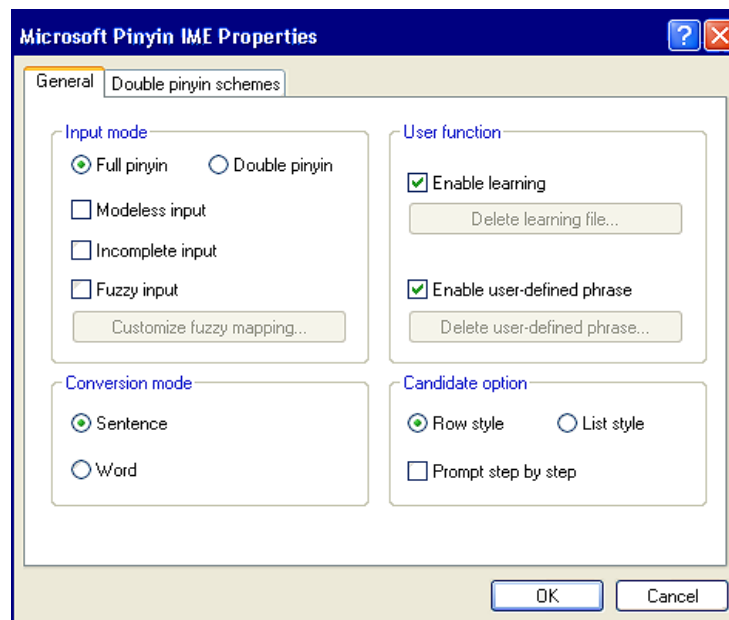 Microsoft Pinyin IME Properties
General
Double pinyin schemes
Input mode
Full pinyin
Double pinyin
Modeless input
Incomplete input
Fuzzy input
Customize fuzzy mapping...
User function
Enable learning
Delete learning file...
Enable user-defined phrase
Delete user-defined phrase...
Conversion mode
Sentence
Word
Candidate option
Row style
List style
Prompt step by step
OK
Cancel